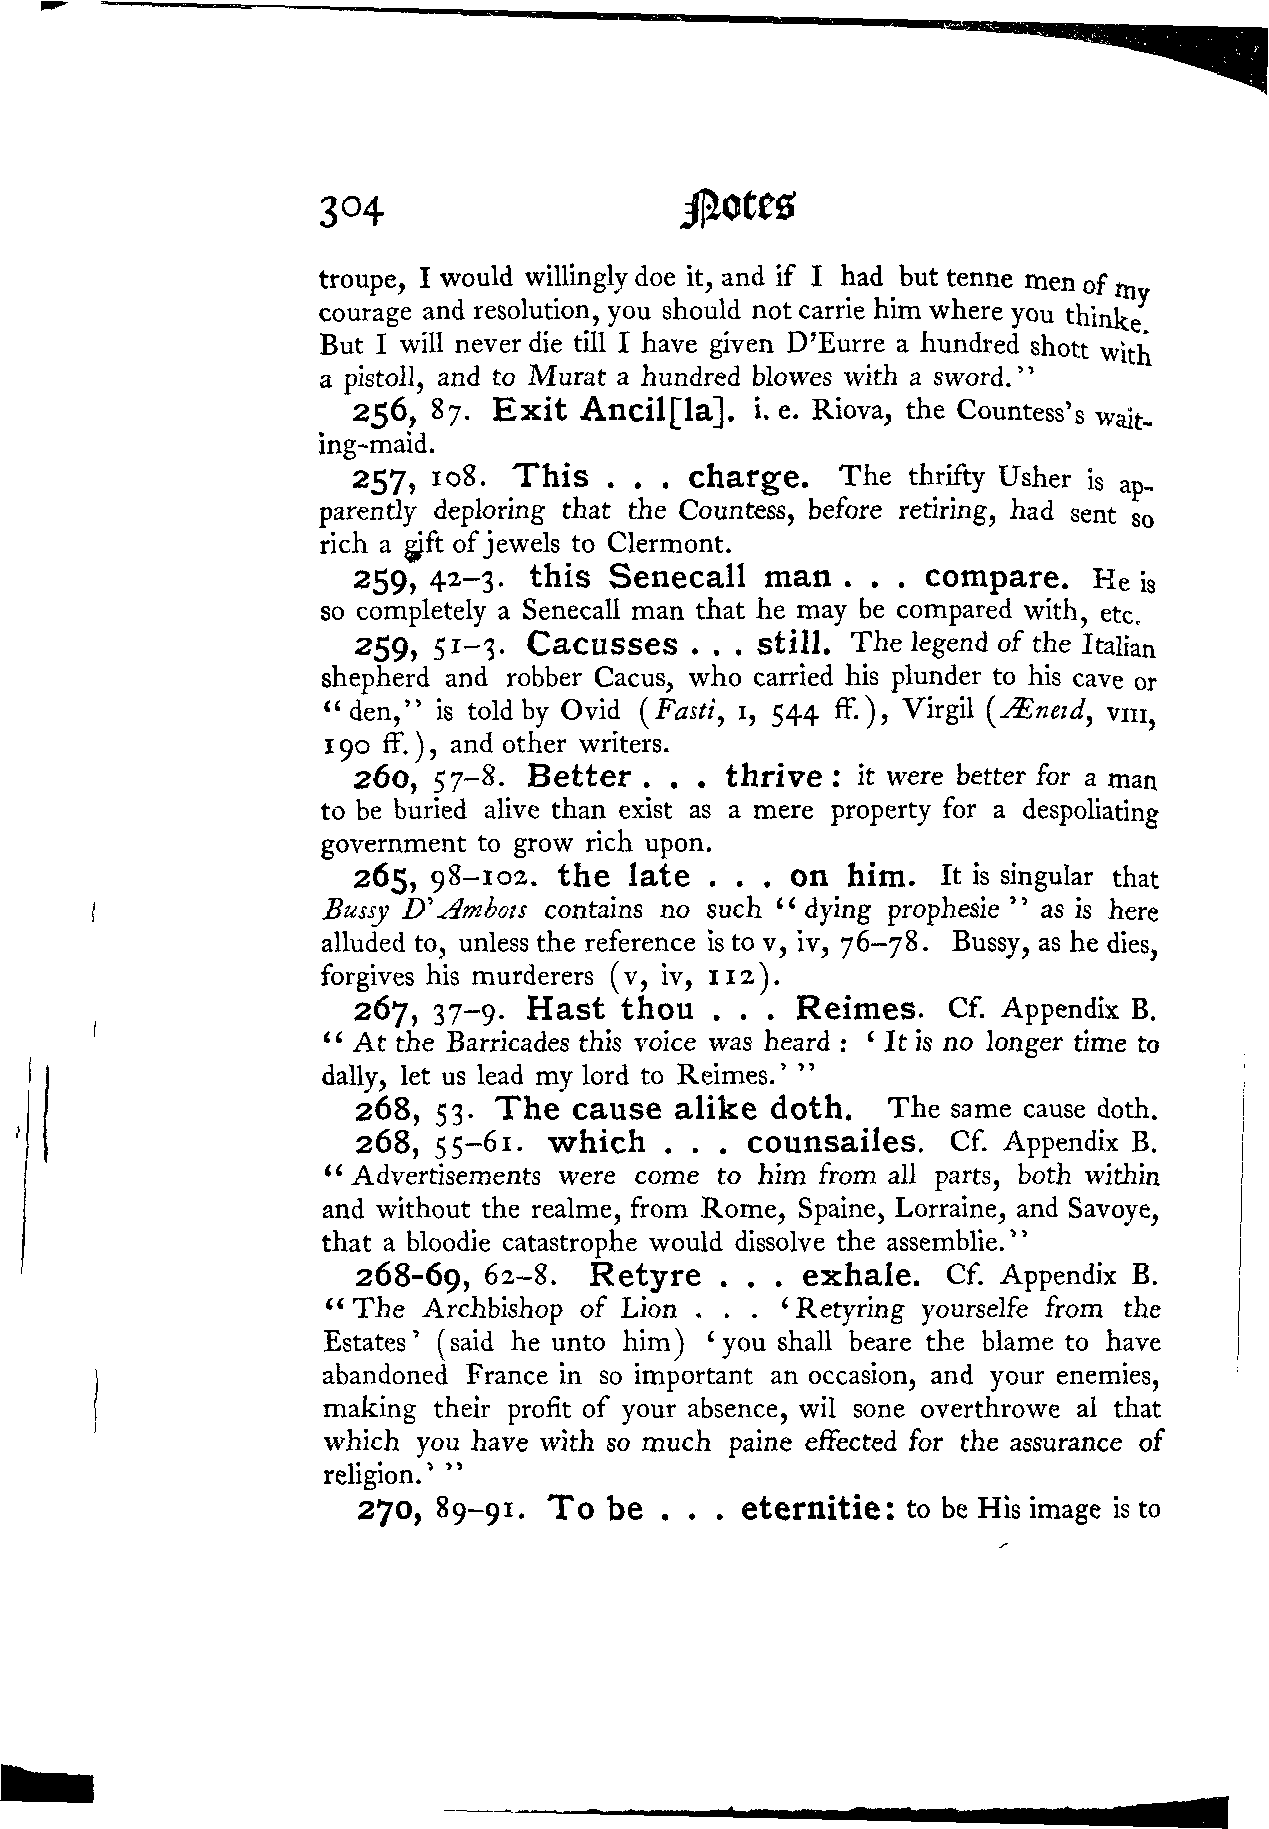 304 Notes
troupe, I would willingly doe it, and if I had but tenne men of my
courage and resolution, you should not carrie him where you thinke.
But I will never die till I have given D'Eurre a hundred shott with
a pistoll, and to Murat a hundred blowes with a sword."
256, 87. Exit Ancil[la]. i. e. Riova, the Countess's wait-
ing-maid.
257, 108. This . . . charge. The thrifty Usher is ap-
parently deploring that the Countess, before retiring, had sent so
rich a gift of jewels to Clermont.
259, 42–3. this Senecall man . . . compare. He is
so completely a Senecall man that he may be compared with, etc.
259, 51–3. Cacusses . . . still. The legend of the Italian
shepherd and robber Cacus, who carried his plunder to his cave or
"den," is told by Ovid (Fasti, I, 544 ff.), Virgil (Æneid, VIII,
190 ff.), and other writers.
260, 57–8. Better . . . thrive : it were better for a man
to be buried alive than exist as a mere property for a despoliating
government to grow rich upon.
265, 98–102. the late . . . on him. It is singular that
Bussy D'Ambois contains no such "dying prophesie" as is here
alluded to, unless the reference is to v, iv, 76–78. Bussy, as he dies,
forgives his murderers (v, iv, 112).
267, 37–9. Hast thou . . . Reimes. Cf. Appendix B.
"At the Barricades this voice was heard : 'It is no longer time to
dally, let us lead my lord to Reimes.' "
268, 53. The cause alike doth. The same cause doth.
268, 55–61. which . . . counsailes. Cf. Appendix B.
"Advertisements were come to him from all parts, both within
and without the realme, from Rome, Spaine, Lorraine, and Savoye,
that a bloodie catastrophe would dissolve the assemblie."
268-69, 62–8. Retyre . . . exhale. Cf. Appendix B.
"The Archbishop of Lion . . . 'Retyring yourselfe from the
Estates' (said he unto him) 'you shall beare the blame to have
abandoned France in so important an occasion, and your enemies,
making their profit of your absence, wil sone overthrowe al that
which you have with so much paine effected for the assurance of
religion.' "
270, 89–91. To be . . . eternitie: to be His image is to